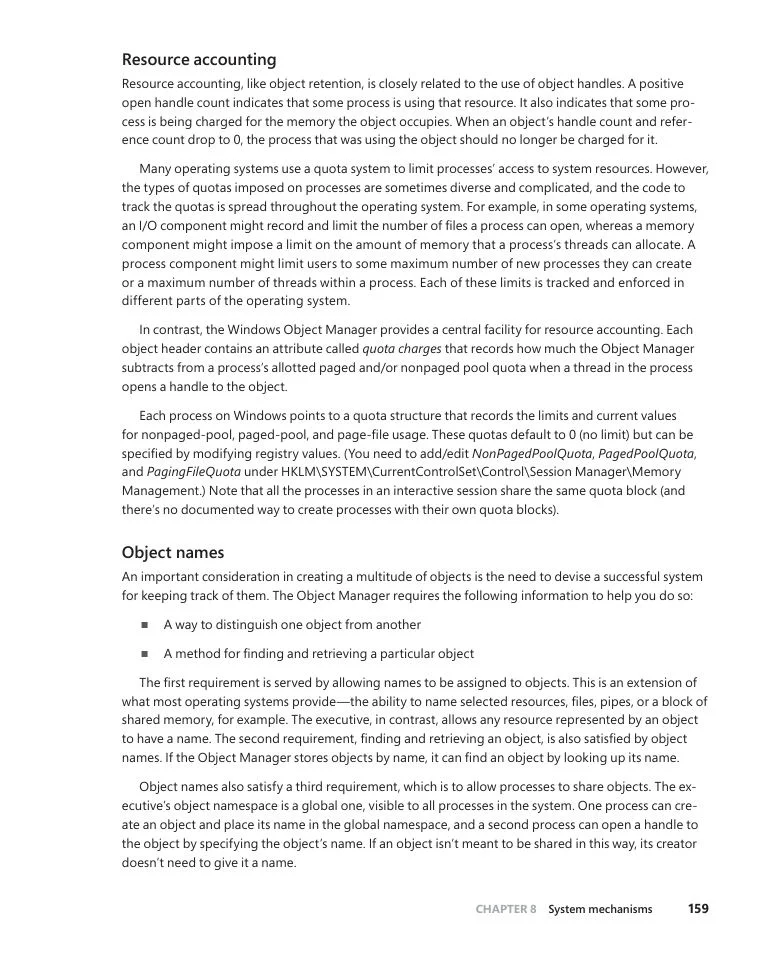 Resource accounting
Resource accounting, like object retention, is closely related to the use of object handles. A positive
open handle count indicates that some process is using that resource. It also indicates that some pro-
cess is being charged for the memory the object occupies. When an object’s handle count and refer-
ence count drop to 0, the process that was using the object should no longer be charged for it.
Many operating systems use a quota system to limit processes’ access to system resources. However,
the types of quotas imposed on processes are sometimes diverse and complicated, and the code to
track the quotas is spread throughout the operating system. For example, in some operating systems,
an I/O component might record and limit the number of files a process can open, whereas a memory
component might impose a limit on the amount of memory that a process’s threads can allocate. A
process component might limit users to some maximum number of new processes they can create
or a maximum number of threads within a process. Each of these limits is tracked and enforced in
different parts of the operating system.
In contrast, the Windows Object Manager provides a central facility for resource accounting. Each
object header contains an attribute called quota charges that records how much the Object Manager
subtracts from a process’s allotted paged and/or nonpaged pool quota when a thread in the process
opens a handle to the object.
Each process on Windows points to a quota structure that records the limits and current values
for nonpaged-pool, paged-pool, and page-file usage. These quotas default to 0 (no limit) but can be
specified by modifying registry values. (You need to add/edit NonPagedPoolQuota, PagedPoolQuota,
and PagingFileQuota under HKLM\SYSTEM\CurrentControlSet\Control\Session Manager\Memory
Management.) Note that all the processes in an interactive session share the same quota block (and
there’s no documented way to create processes with their own quota blocks).
Object names
An important consideration in creating a multitude of objects is the need to devise a successful system
for keeping track of them. The Object Manager requires the following information to help you do so:
■ A way to distinguish one object from another
■ A method for finding and retrieving a particular object
The first requirement is served by allowing names to be assigned to objects. This is an extension of
what most operating systems provide—the ability to name selected resources, files, pipes, or a block of
shared memory, for example. The executive, in contrast, allows any resource represented by an object
to have a name. The second requirement, finding and retrieving an object, is also satisfied by object
names. If the Object Manager stores objects by name, it can find an object by looking up its name.
Object names also satisfy a third requirement, which is to allow processes to share objects. The ex-
ecutive’s object namespace is a global one, visible to all processes in the system. One process can cre-
ate an object and place its name in the global namespace, and a second process can open a handle to
the object by specifying the object’s name. If an object isn’t meant to be shared in this way, its creator
doesn’t need to give it a name.
CHAPTER 8 System mechanisms 159